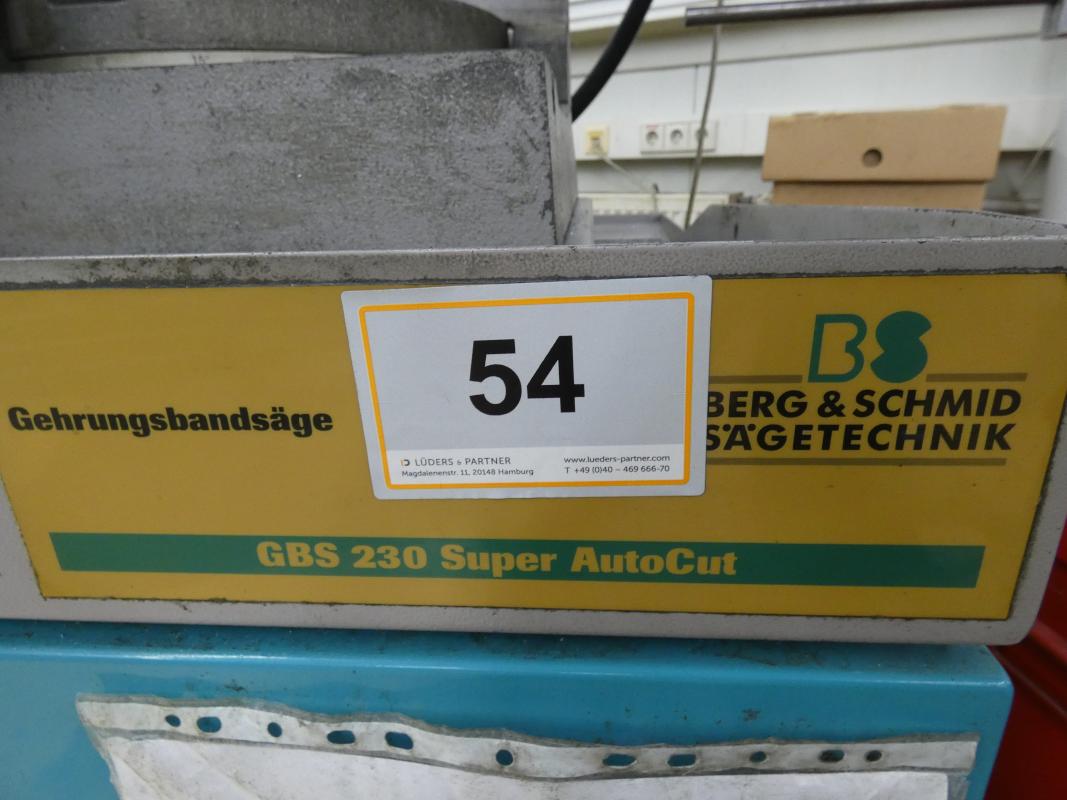 54
LÜDERS & PARTNER
Magdalenenstr. 11, 20148 Hamburg
www.lueders-partner.com
T +49 (0)40 – 469 666-70
Gehrungsbandsäge
BS
BERG & SCHMID
SÄGETECHNIK
GBS 230 Super AutoCut